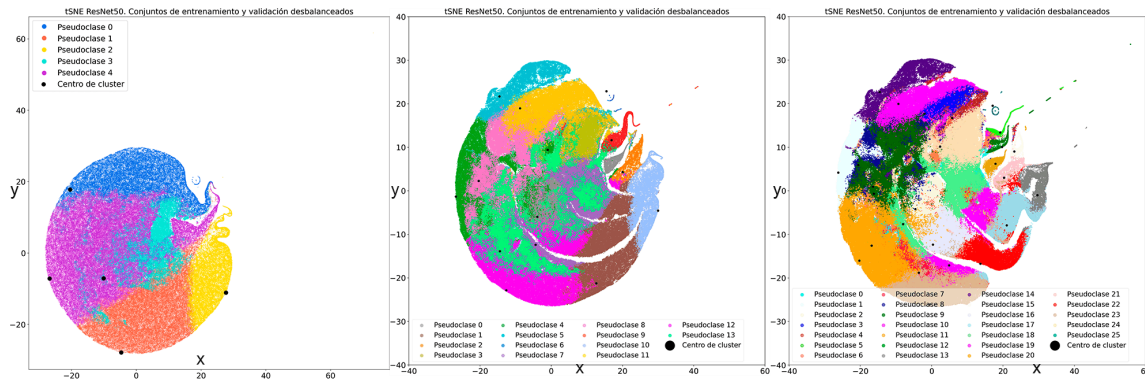 tSNE ResNet50. Conjuntos de entrenamiento y validación desbalanceados
Pseudoclase 0
Pseudoclase 1
Pseudoclase 2
Pseudoclase 3
Pseudoclase 4
Centro de cluster
60
40
20
0
−20
y
−40 −20 0 20 40
x
tSNE ResNet50. Conjuntos de entrenamiento y validación desbalanceados
40
30
20
10
0
−10
−20
−30
−40
y
Pseudoclase 0 Pseudoclase 4 Pseudoclase 8 Pseudoclase 12
Pseudoclase 1 Pseudoclase 5 Pseudoclase 9 Pseudoclase 13
Pseudoclase 2 Pseudoclase 6 Pseudoclase 10 Centro de cluster
Pseudoclase 3 Pseudoclase 7 Pseudoclase 11
−40 −20 0 20 40 60
x
tSNE ResNet50. Conjuntos de entrenamiento y validación desbalanceados
40
30
20
10
0
−10
−20
−30
−40
y
Pseudoclase 0 Pseudoclase 7 Pseudoclase 14 Pseudoclase 21
Pseudoclase 1 Pseudoclase 8 Pseudoclase 15 Pseudoclase 22
Pseudoclase 2 Pseudoclase 9 Pseudoclase 16 Pseudoclase 23
Pseudoclase 3 Pseudoclase 10 Pseudoclase 17 Pseudoclase 24
Pseudoclase 4 Pseudoclase 11 Pseudoclase 18 Pseudoclase 25
Pseudoclase 5 Pseudoclase 12 Pseudoclase 19 Centro de cluster
Pseudoclase 6 Pseudoclase 13 Pseudoclase 20
−40 −20 0 20 40 60
x